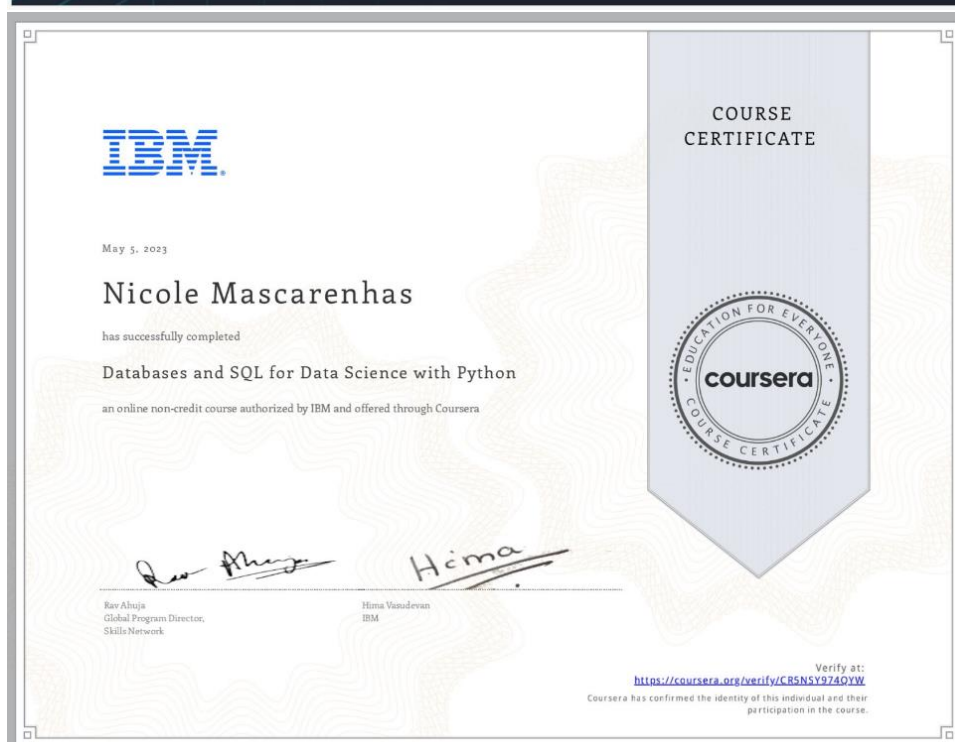 IBM
May 5, 2023
Nicole Mascarenhas
has successfully completed
Databases and SQL for Data Science with Python
an online non-credit course authorized by IBM and offered through Coursera
COURSE
CERTIFICATE
EDUCATION FOR EVERYONE
coursera
COURSE CERTIFICATE
Rav Ahuja
Hima
Rav Ahuja
Global Program Director,
Skills Network
Hima Vasudevan
IBM
Verify at:
https://coursera.org/verify/CR5NSY974QYW
Coursera has confirmed the identity of this individual and their
participation in the course.